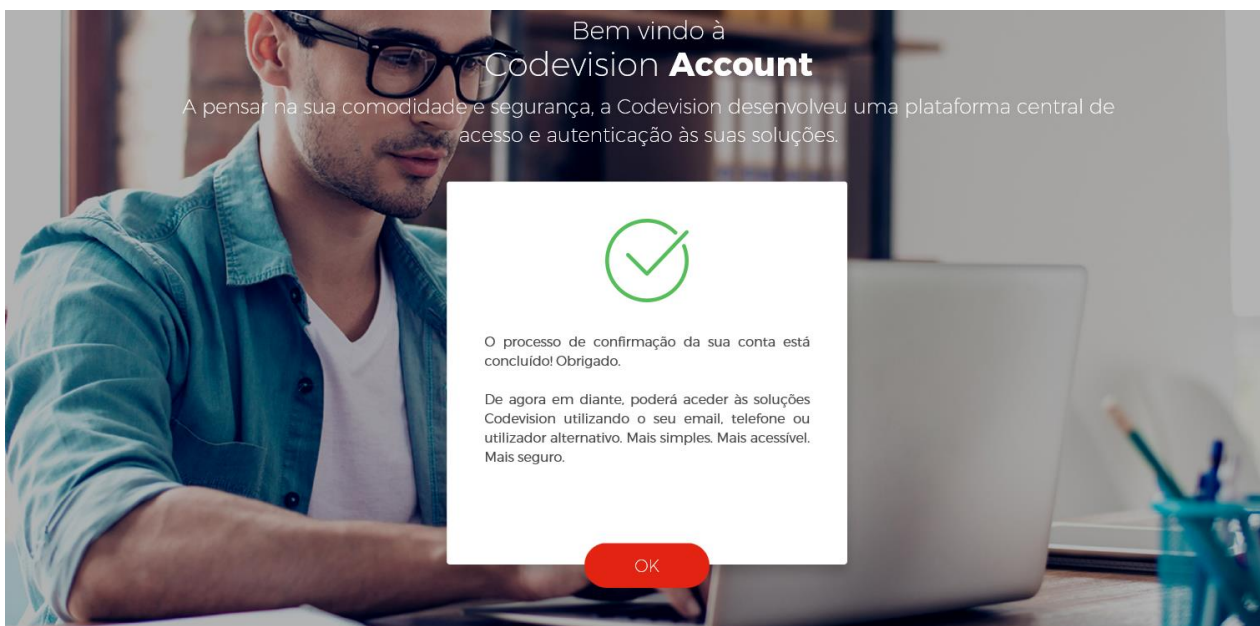 Bem vindo à
Codevision Account
A pensar na sua comodidade e segurança, a Codevision desenvolveu uma plataforma central de
acesso e autenticação às suas soluções.
O processo de confirmação da sua conta está
concluído! Obrigado.
De agora em diante, poderá aceder às soluções
Codevision utilizando o seu email, telefone ou
utilizador alternativo. Mais simples. Mais acessível.
Mais seguro.
OK